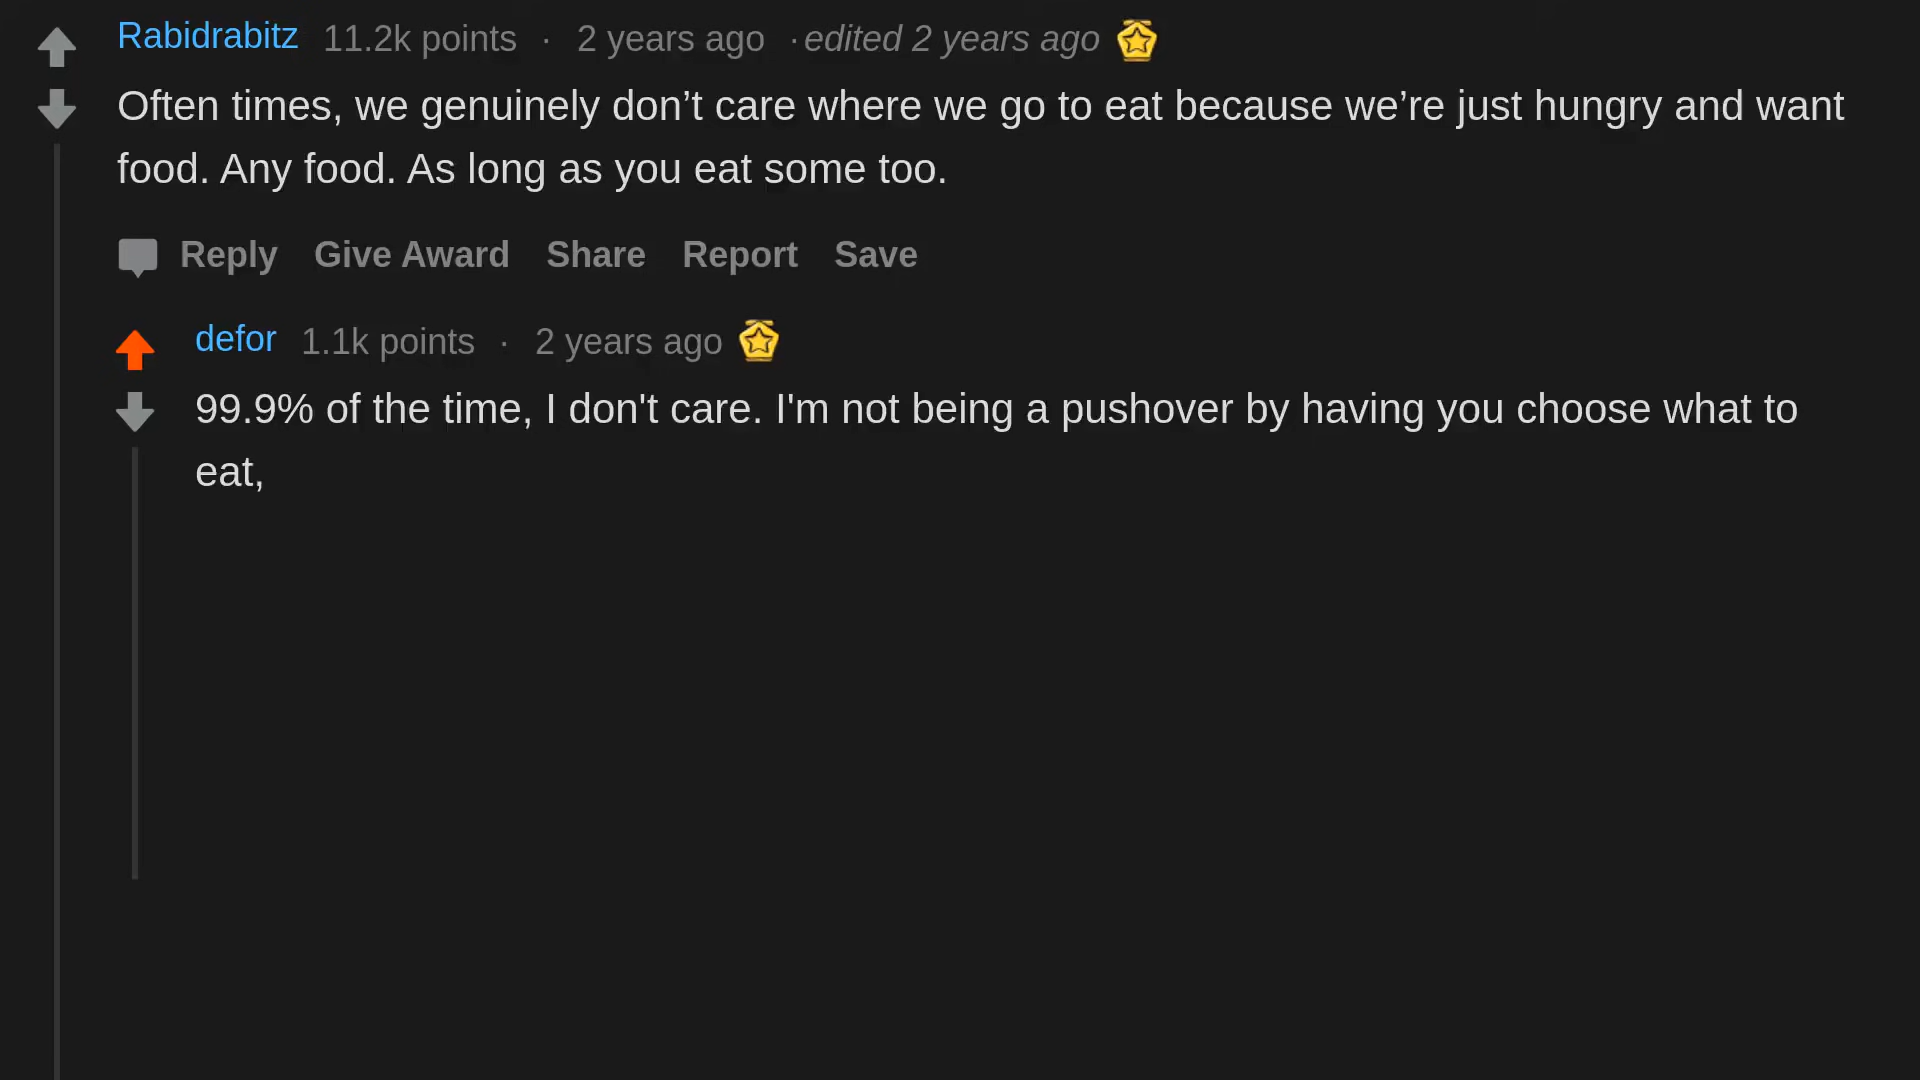 Rabidrabitz 11.2k points · 2 years ago · edited 2 years ago
Often times, we genuinely don’t care where we go to eat because we’re just hungry and want
food. Any food. As long as you eat some too.
Reply Give Award Share Report Save
defor 1.1k points · 2 years ago
99.9% of the time, I don't care. I'm not being a pushover by having you choose what to
eat,